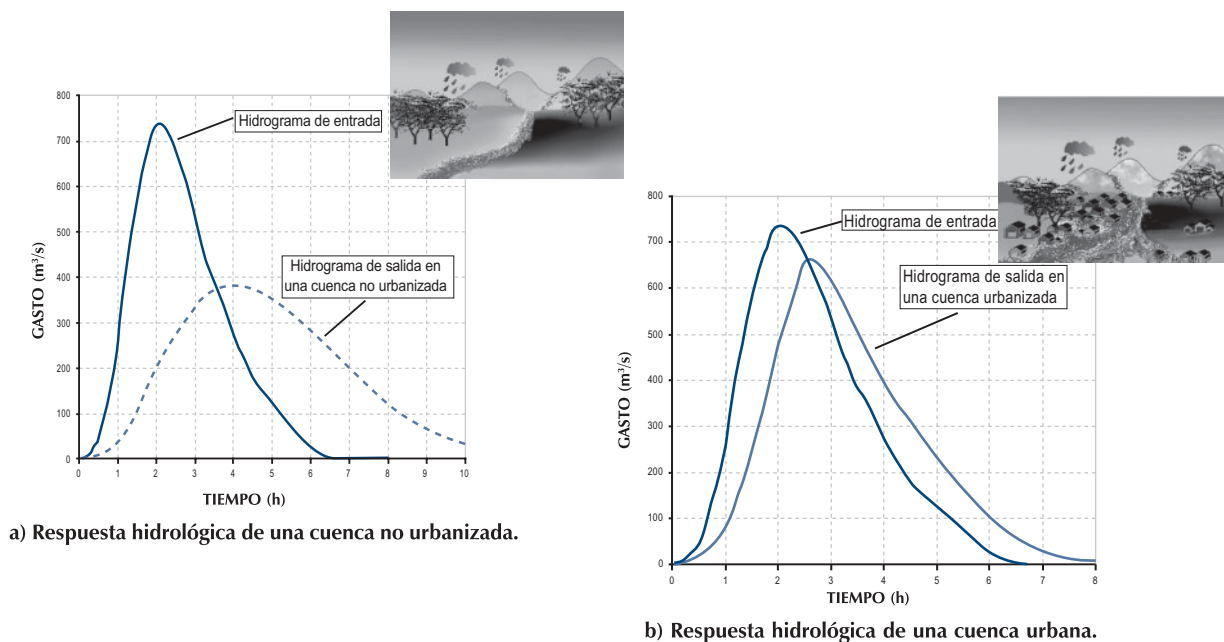 800
700
600
500
400
300
200
100
0
GASTO (m³/s)
Hidrograma de entrada
Hidrograma de salida en
una cuenca no urbanizada
0 1 2 3 4 5 6 7 8 9 10
TIEMPO (h)
a) Respuesta hidrológica de una cuenca no urbanizada.
800
700
600
500
400
300
200
100
0
GASTO (m³/s)
Hidrograma de entrada
Hidrograma de salida en
una cuenca urbanizada
0 1 2 3 4 5 6 7 8
TIEMPO (h)
b) Respuesta hidrológica de una cuenca urbana.